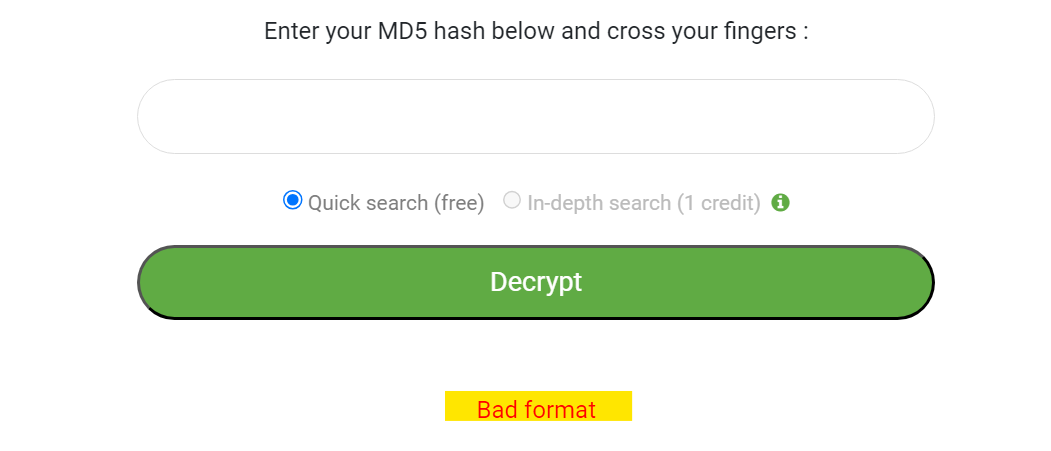 Enter your MD5 hash below and cross your fingers :
Quick search (free) In-depth search (1 credit)
Decrypt
Bad format